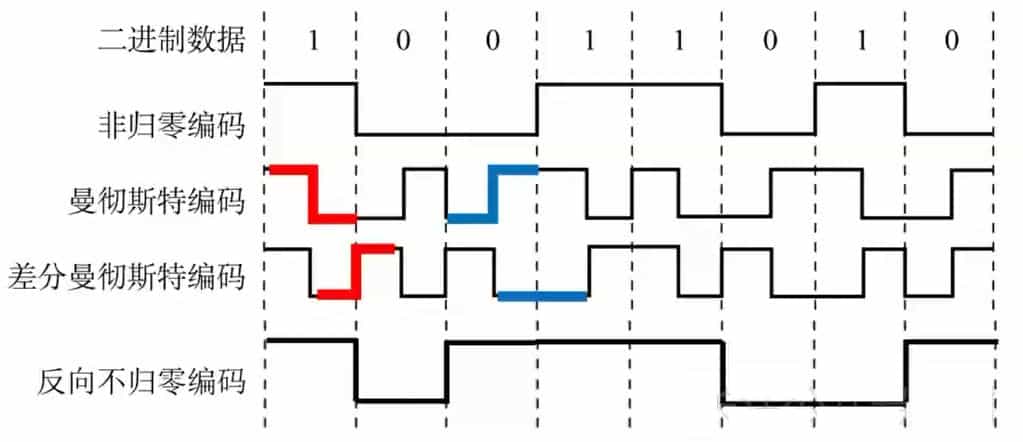 二进制数据 1 0 0 1 1 0 1 0
非归零编码
曼彻斯特编码
差分曼彻斯特编码
反向不归零编码